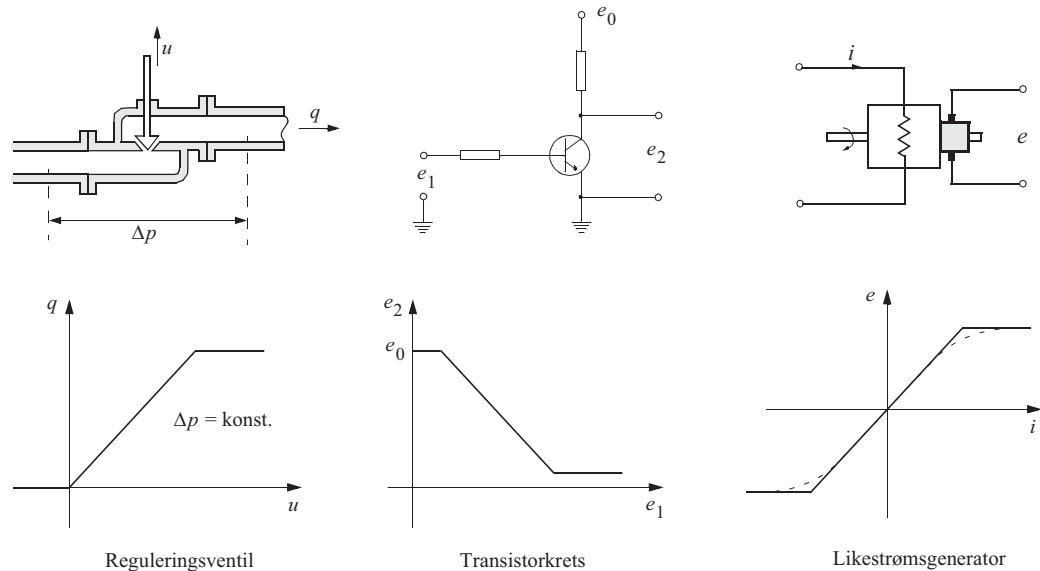 u
q
Δp
e0
e1
e2
i
e
q
Δp = konst.
u
e2
e0
e1
e
i
Reguleringsventil
Transistorkrets
Likestrømsgenerator